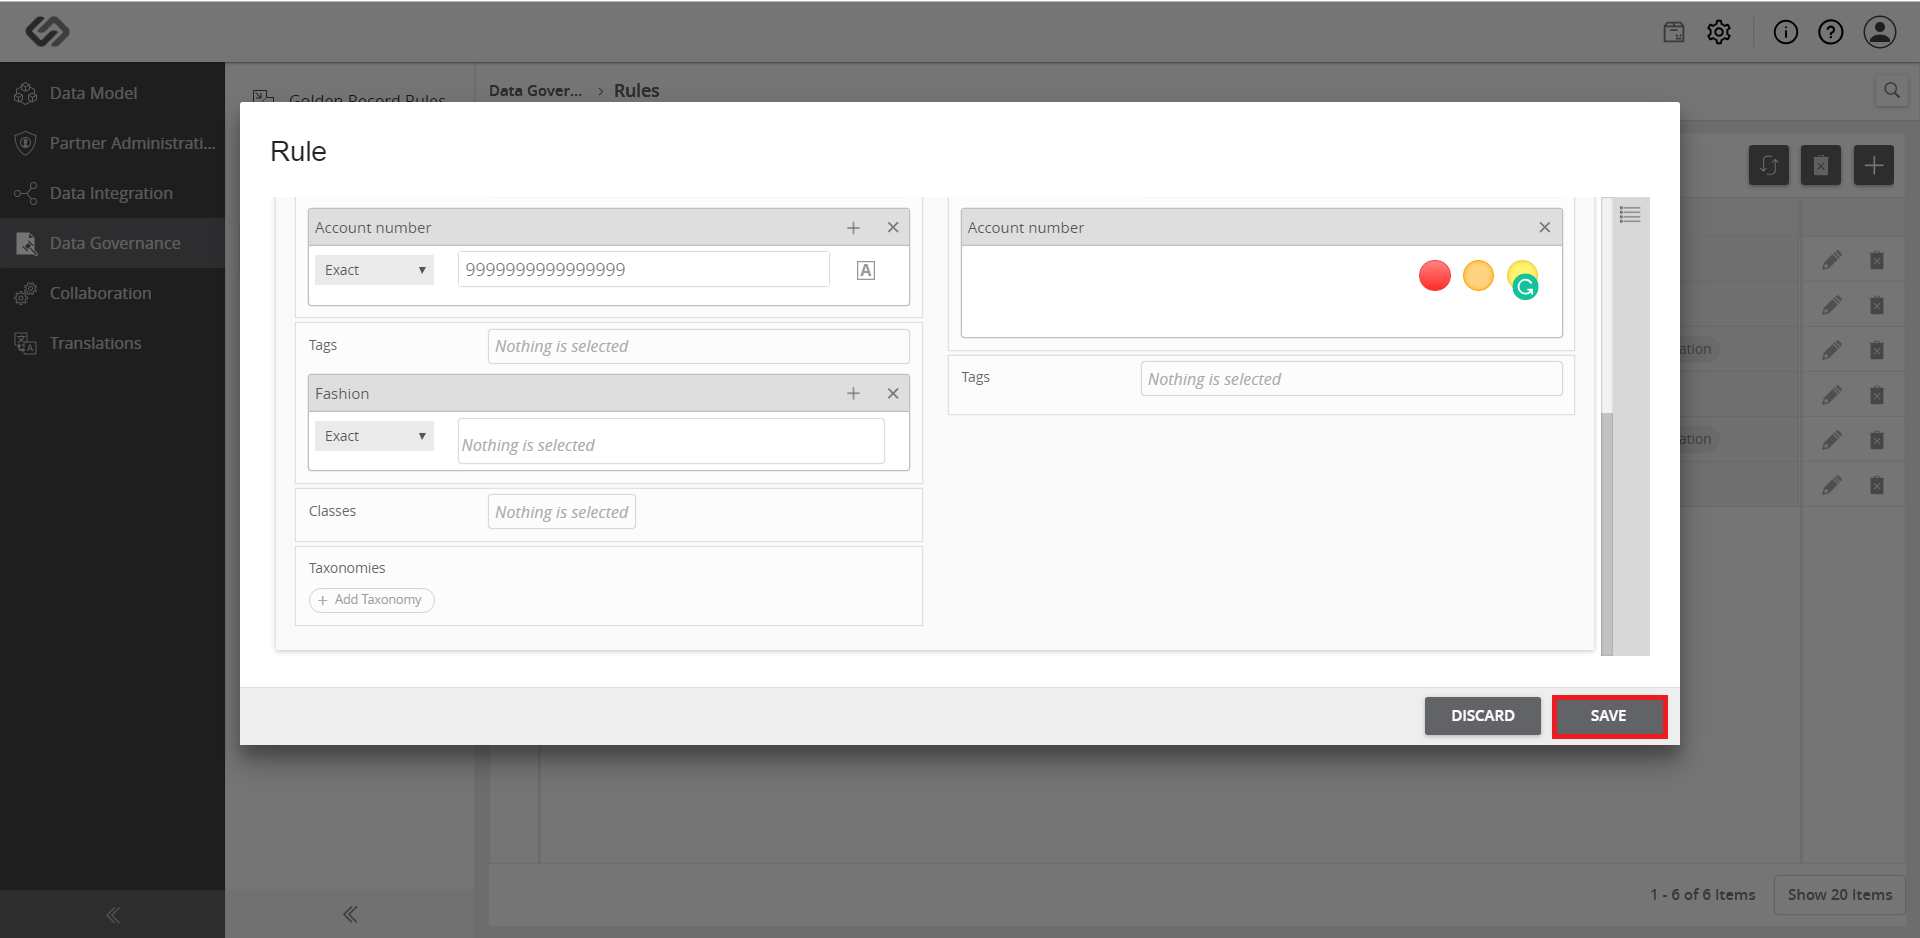 Data Model
Partner Administrati...
Data Integration
Data Governance
Collaboration
Translations
Golden Record Rules
Data Gover... › Rules
Rule
Account number
Exact
9999999999999999
A
Tags
Nothing is selected
Fashion
Exact
Nothing is selected
Classes
Nothing is selected
Taxonomies
+ Add Taxonomy
Account number
Tags
Nothing is selected
ation
ation
DISCARD
SAVE
1 - 6 of 6 Items
Show 20 Items